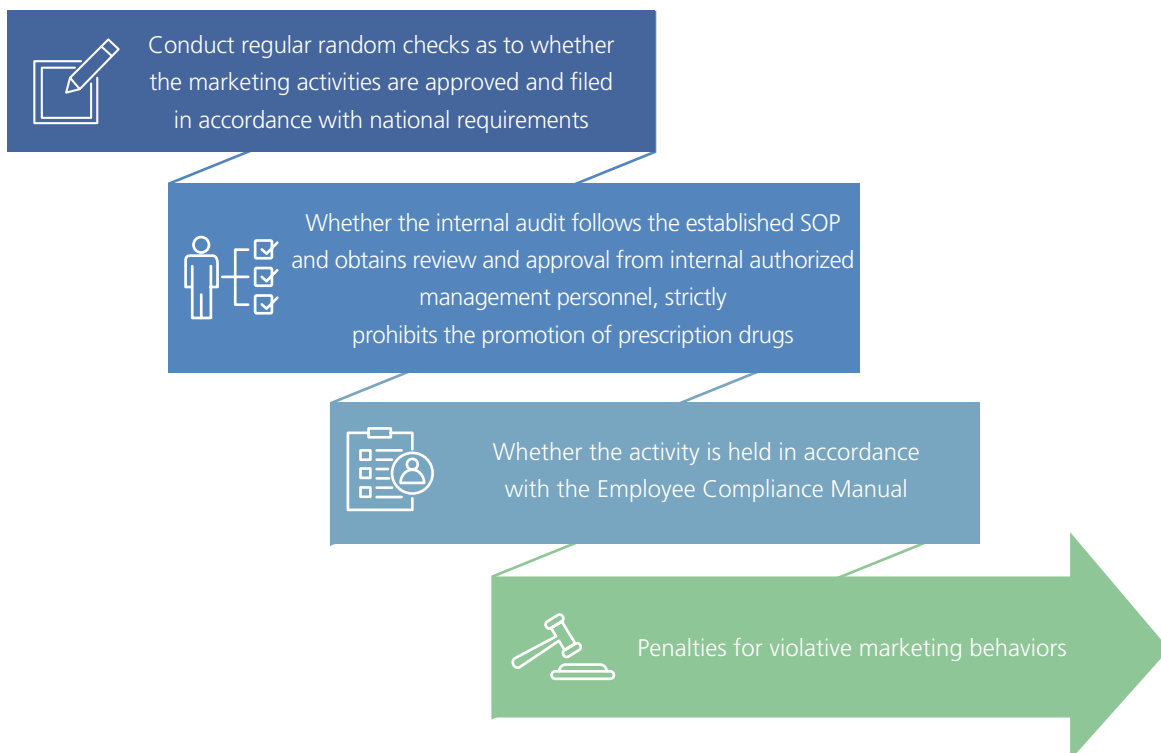 Conduct regular random checks as to whether
the marketing activities are approved and filed
in accordance with national requirements
Whether the internal audit follows the established SOP
and obtains review and approval from internal authorized
management personnel, strictly
prohibits the promotion of prescription drugs
Whether the activity is held in accordance
with the Employee Compliance Manual
Penalties for violative marketing behaviors